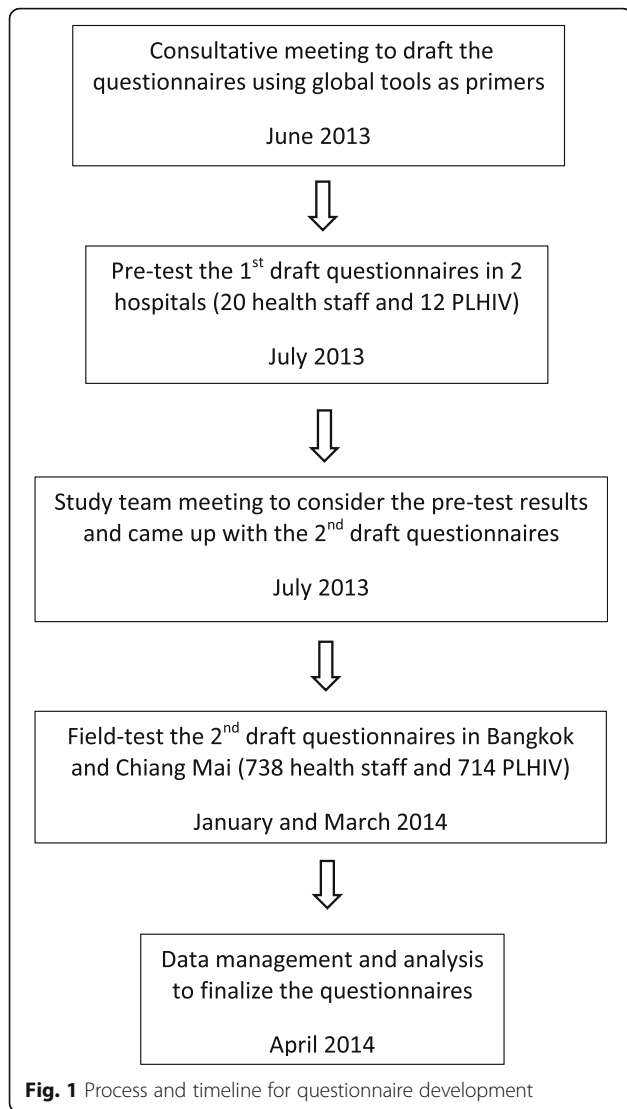 Consultative meeting to draft the
questionnaires using global tools as primers
June 2013
Pre-test the 1st draft questionnaires in 2
hospitals (20 health staff and 12 PLHIV)
July 2013
Study team meeting to consider the pre-test results
and came up with the 2nd draft questionnaires
July 2013
Field-test the 2nd draft questionnaires in Bangkok
and Chiang Mai (738 health staff and 714 PLHIV)
January and March 2014
Data management and analysis
to finalize the questionnaires
April 2014
Fig. 1 Process and timeline for questionnaire development